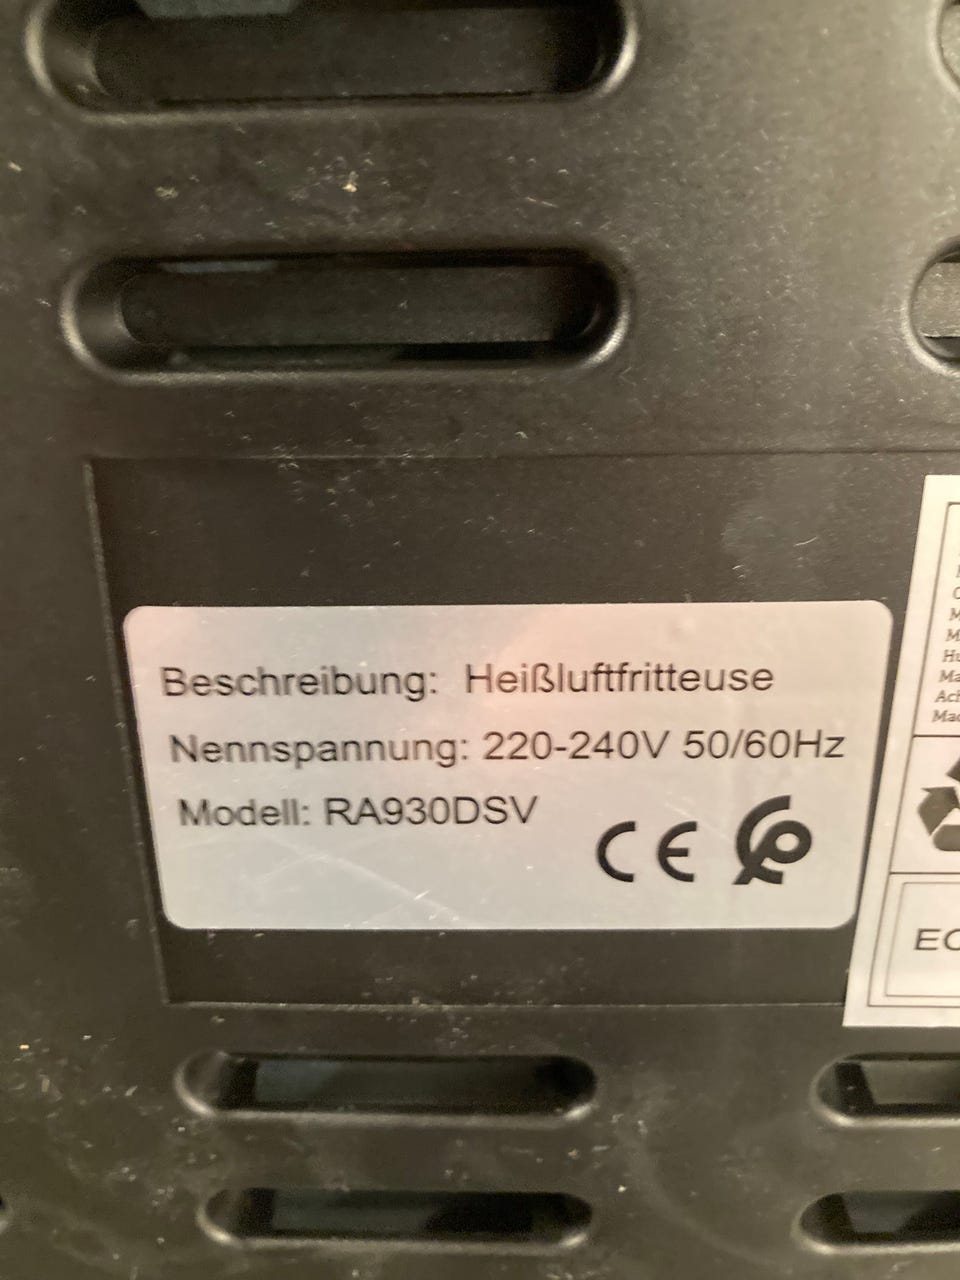 Beschreibung: Heißluftfritteuse
Nennspannung: 220-240V 50/60Hz
Modell: RA930DSV
CE